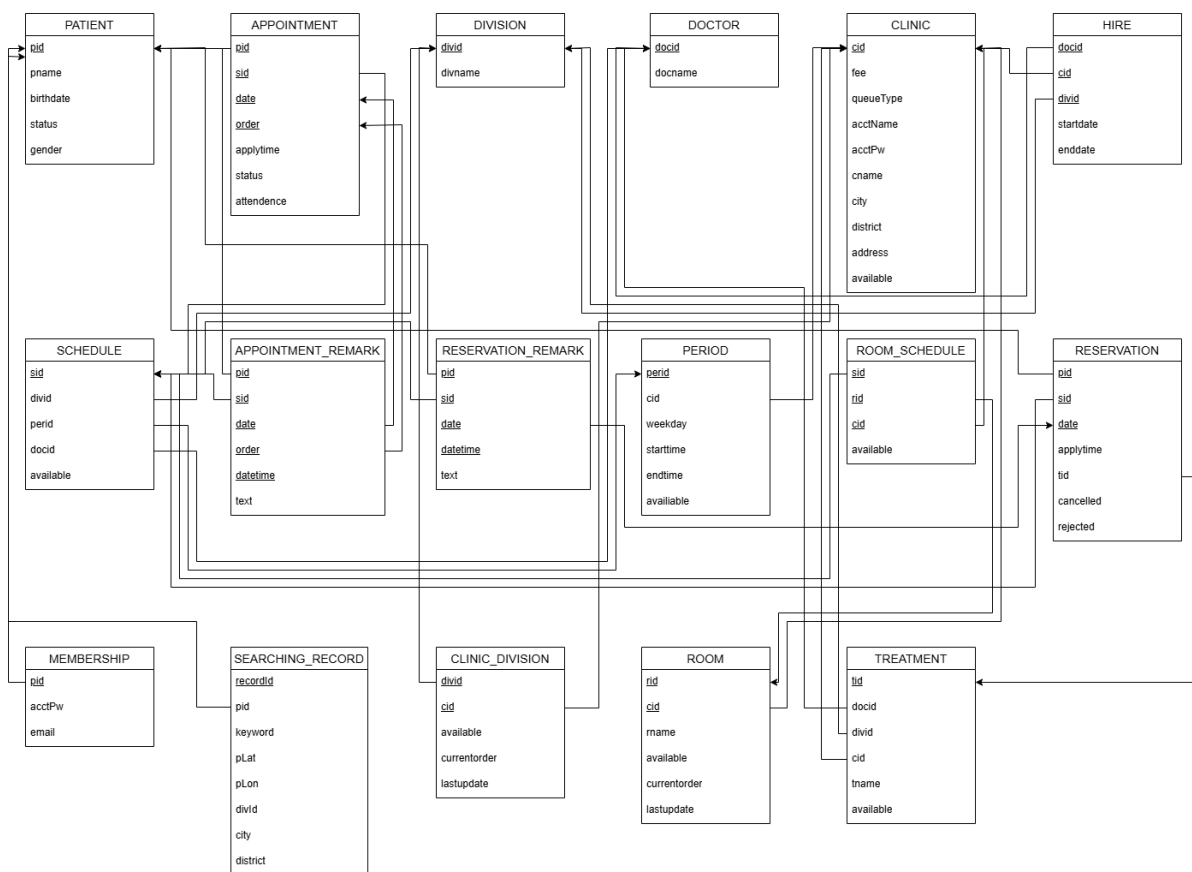 PATIENT
pid
pname
birthdate
status
gender
APPOINTMENT
pid
sid
date
order
applytime
status
attendence
DIVISION
divid
divname
DOCTOR
docid
docname
CLINIC
cid
fee
queueType
acctName
acctPw
cname
city
district
address
available
HIRE
docid
cid
divid
startdate
enddate
SCHEDULE
sid
divid
perid
docid
available
APPOINTMENT_REMARK
pid
sid
date
order
datetime
text
RESERVATION_REMARK
pid
sid
date
datetime
text
PERIOD
perid
cid
weekday
starttime
endtime
availiable
ROOM_SCHEDULE
sid
rid
cid
available
RESERVATION
pid
sid
date
applytime
tid
cancelled
rejected
MEMBERSHIP
pid
acctPw
email
SEARCHING_RECORD
recordId
pid
keyword
pLat
pLon
divId
city
district
CLINIC_DIVISION
divid
cid
available
currentorder
lastupdate
ROOM
rid
cid
rname
available
currentorder
lastupdate
TREATMENT
tid
docid
divid
cid
tname
available